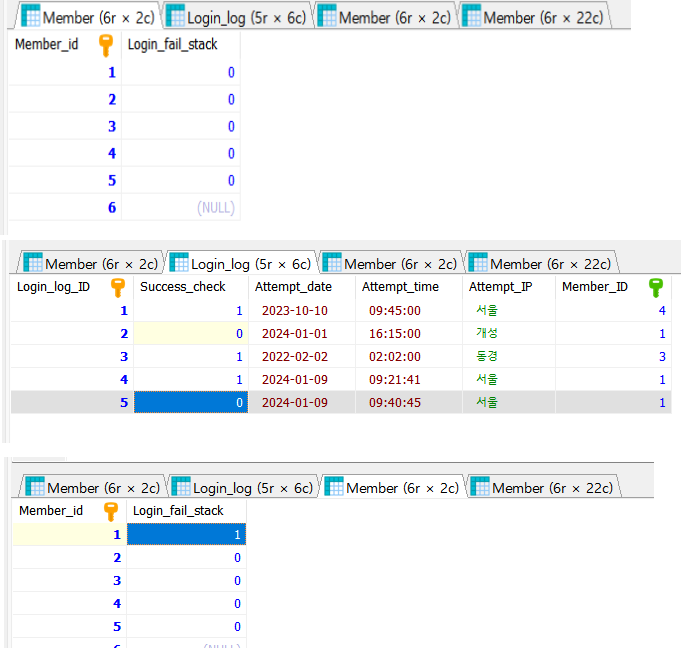 Member (6r × 2c) Login_log (5r × 6c) Member (6r × 2c) Member (6r × 22c)
Member_id Login_fail_stack
1 0
2 0
3 0
4 0
5 0
6 (NULL)
Member (6r × 2c) Login_log (5r × 6c) Member (6r × 2c) Member (6r × 22c)
Login_log_ID Success_check Attempt_date Attempt_time Attempt_IP Member_ID
1 1 2023-10-10 09:45:00 서울 4
2 0 2024-01-01 16:15:00 개성 1
3 1 2022-02-02 02:02:00 동경 3
4 1 2024-01-09 09:21:41 서울 1
5 0 2024-01-09 09:40:45 서울 1
Member (6r × 2c) Login_log (5r × 6c) Member (6r × 2c) Member (6r × 22c)
Member_id Login_fail_stack
1 1
2 0
3 0
4 0
5 0